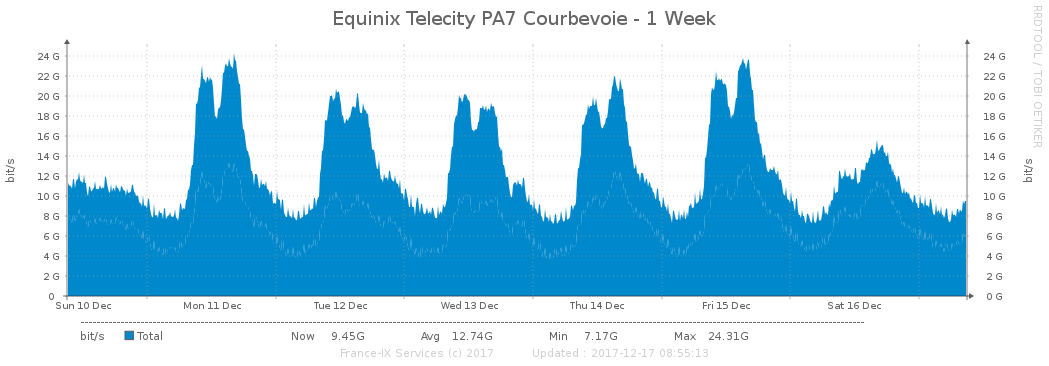 Equinix Telecity PA7 Courbevoie - 1 Week
RRDTOOL / TOBI OETIKER
bit/s
24 G 24 G
22 G 22 G
20 G 20 G
18 G 18 G
16 G 16 G
14 G 14 G
12 G 12 G
10 G 10 G
8 G 8 G
6 G 6 G
4 G 4 G
2 G 2 G
0 0 G
bit/s
Sun 10 Dec Mon 11 Dec Tue 12 Dec Wed 13 Dec Thu 14 Dec Fri 15 Dec Sat 16 Dec
bit/s Total Now 9.45G Avg 12.74G Min 7.17G Max 24.31G
France-IX Services (c) 2017 Updated : 2017-12-17 08:55:13